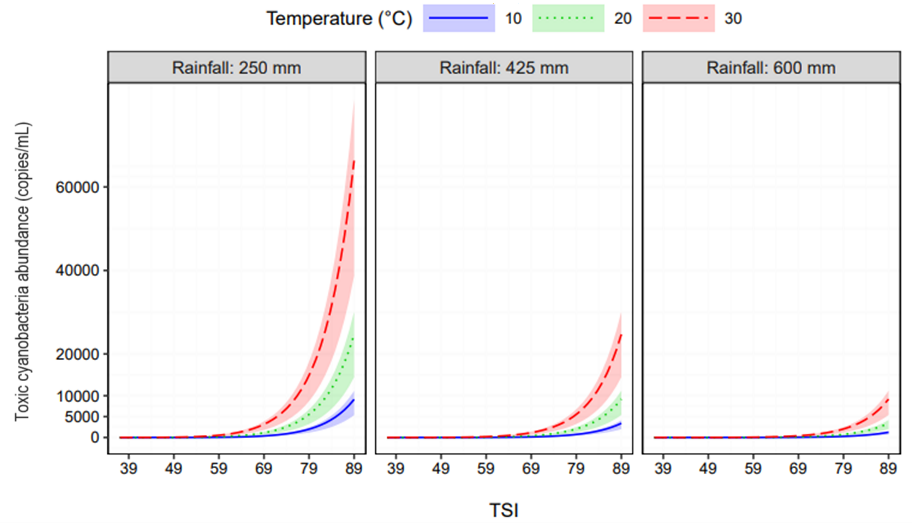 Temperature (°C) 10 20 30
Rainfall: 250 mm Rainfall: 425 mm Rainfall: 600 mm
Toxic cyanobacteria abundance (copies/mL)
60000
40000
20000
10000
5000
0
39 49 59 69 79 89 39 49 59 69 79 89 39 49 59 69 79 89
TSI